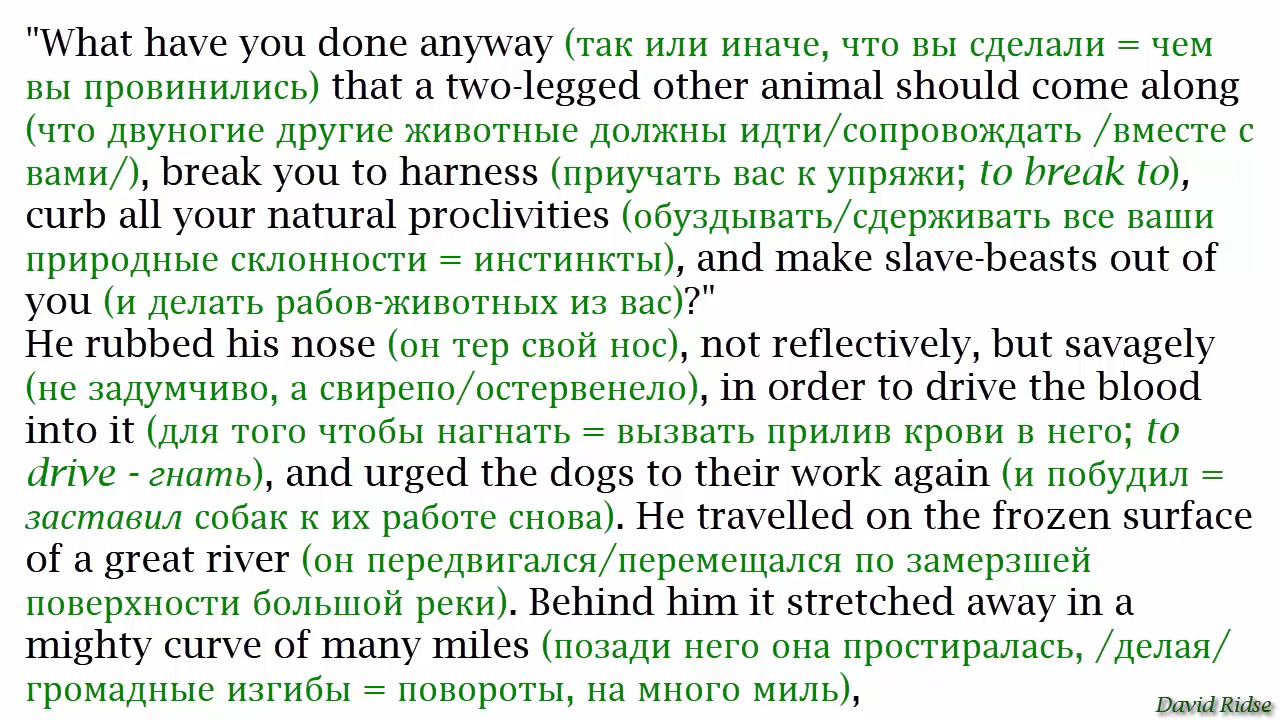 "What have you done anyway (так или иначе, что вы сделали = чем
вы провинились) that a two-legged other animal should come along
(что двуногие другие животные должны идти/сопровождать /вместе с
вами/), break you to harness (приучать вас к упряжи; to break to),
curb all your natural proclivities (обуздывать/сдерживать все ваши
природные склонности = инстинкты), and make slave-beasts out of
you (и делать рабов-животных из вас)?"
He rubbed his nose (он тер свой нос), not reflectively, but savagely
(не задумчиво, а свирепо/остервенело), in order to drive the blood
into it (для того чтобы нагнать = вызвать прилив крови в него; to
drive - гнать), and urged the dogs to their work again (и побудил =
заставил собак к их работе снова). He travelled on the frozen surface
of a great river (он передвигался/перемещался по замерзшей
поверхности большой реки). Behind him it stretched away in a
mighty curve of many miles (позади него она простиралась, /делая/
громадные изгибы = повороты, на много миль),
David Ridse